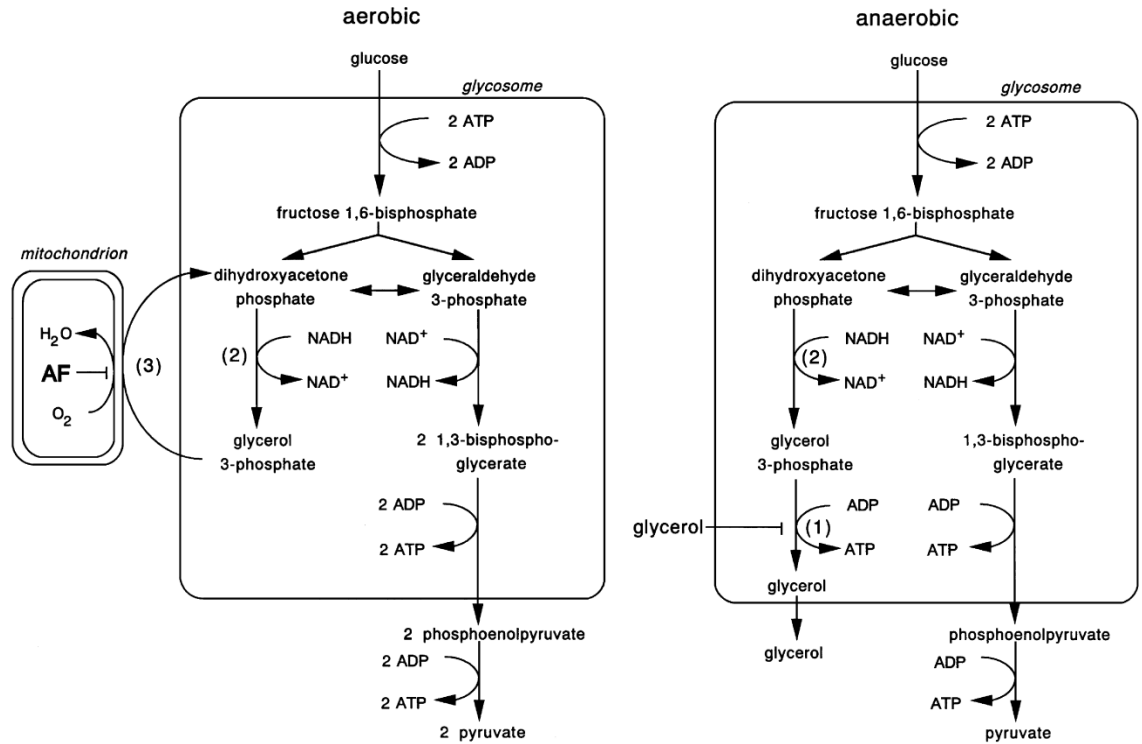 aerobic
glucose
glycosome
2 ATP
2 ADP
fructose 1,6-bisphosphate
mitochondrion
dihydroxyacetone
phosphate
glyceraldehyde
3-phosphate
H2O
AF
O2
(3)
(2)
NADH
NAD+
NAD+
NADH
glycerol
3-phosphate
2 1,3-bisphospho-
glycerate
2 ADP
2 ATP
2 phosphoenolpyruvate
2 ADP
2 ATP
2 pyruvate
anaerobic
glucose
glycosome
2 ATP
2 ADP
fructose 1,6-bisphosphate
dihydroxyacetone
phosphate
glyceraldehyde
3-phosphate
(2)
NADH
NAD+
NAD+
NADH
glycerol
3-phosphate
1,3-bisphospho-
glycerate
glycerol
(1)
ADP
ATP
ADP
ATP
glycerol
glycerol
phosphoenolpyruvate
ADP
ATP
pyruvate